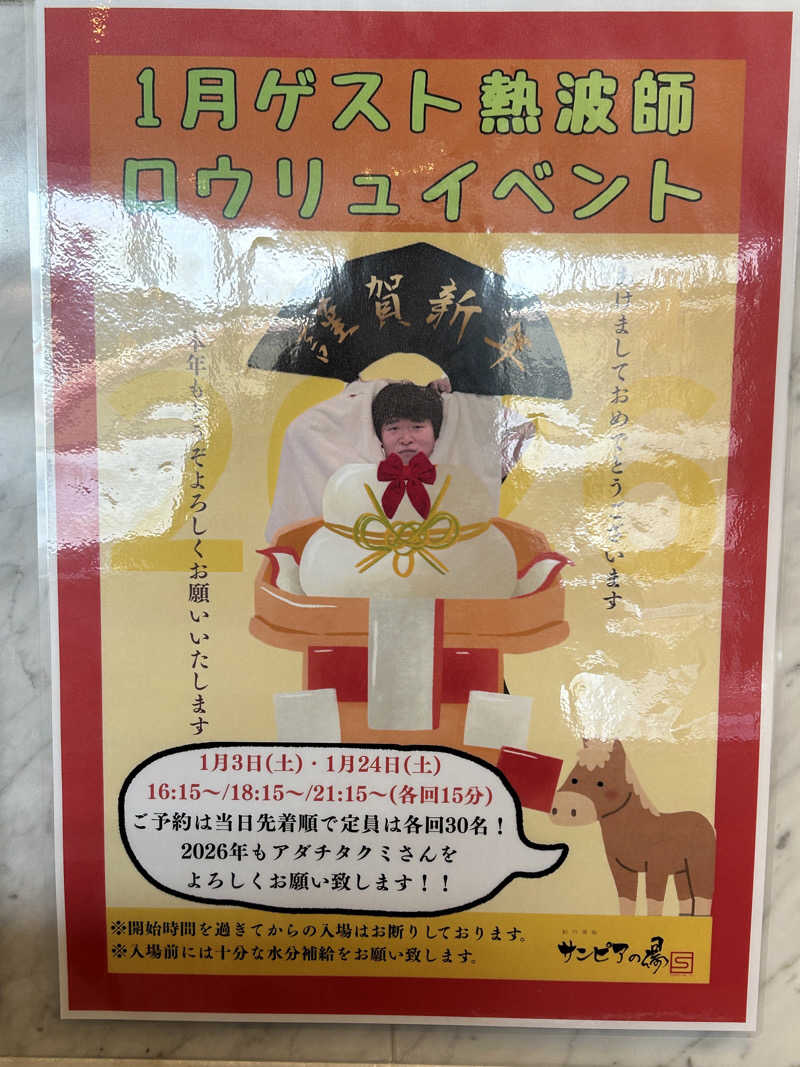 1月ゲスト熱波師
ロウリュイベント
謹賀新年
けましておめでとうございます
本年もどうぞよろしくお願いいたします
2026
1月3日(土)・1月24日(土)
16:15〜/18:15〜/21:15〜(各回15分)
ご予約は当日先着順で定員は各回30名！
2026年もアダチタクミさんを
よろしくお願い致します！！
※開始時間を過ぎてからの入場はお断りしております。
※入場前には十分な水分補給をお願い致します。
サンピアの湯